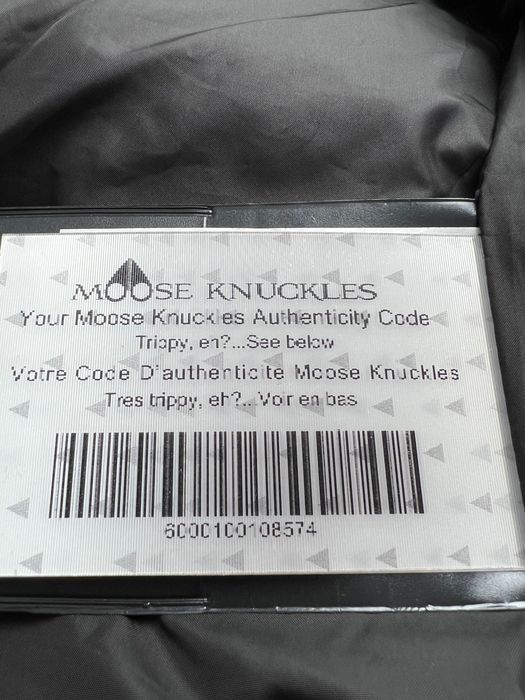 MOOSE KNUCKLES
Your Moose Knuckles Authenticity Code
Trippy, eh?...See below
Votre Code D'authenticite Moose Knuckles
Tres trippy, eh?...Voir en bas
6000100108574